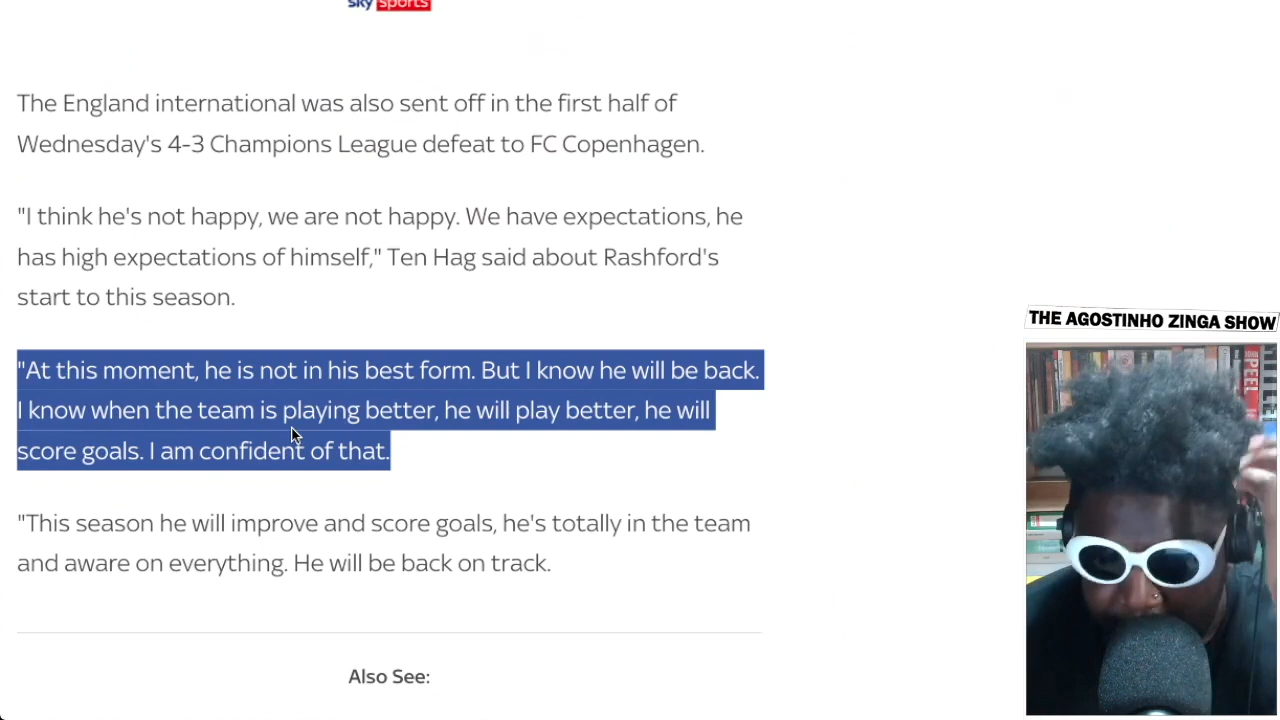 sky sports
The England international was also sent off in the first half of
Wednesday's 4-3 Champions League defeat to FC Copenhagen.
"I think he's not happy, we are not happy. We have expectations, he
has high expectations of himself," Ten Hag said about Rashford's
start to this season.
"At this moment, he is not in his best form. But I know he will be back.
I know when the team is playing better, he will play better, he will
score goals. I am confident of that.
"This season he will improve and score goals, he's totally in the team
and aware on everything. He will be back on track.
Also See:
THE AGOSTINHO ZINGA SHOW
PEEL